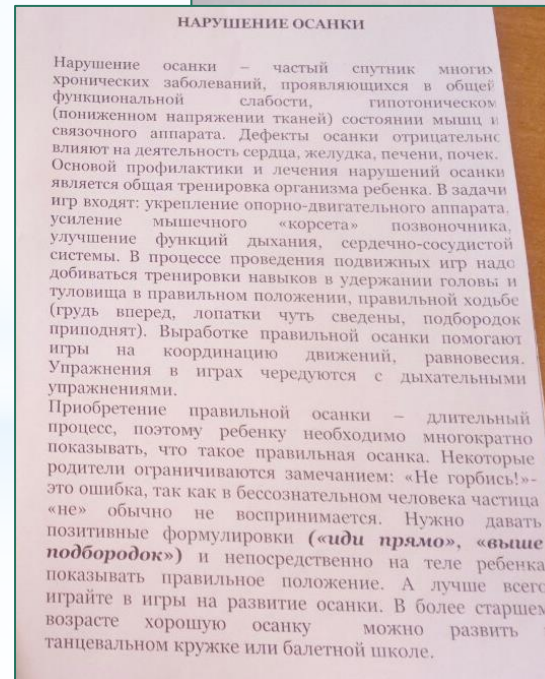 НАРУШЕНИЕ ОСАНКИ
Нарушение осанки – частый спутник многих
хронических заболеваний, проявляющихся в общей
функциональной слабости, гипотоническом
(пониженном напряжении тканей) состоянии мышц и
связочного аппарата. Дефекты осанки отрицательно
влияют на деятельность сердца, желудка, печени, почек.
Основой профилактики и лечения нарушений осанки
является общая тренировка организма ребенка. В задачи
игр входят: укрепление опорно-двигательного аппарата,
усиление мышечного «корсета» позвоночника,
улучшение функций дыхания, сердечно-сосудистой
системы. В процессе проведения подвижных игр надо
добиваться тренировки навыков в удержании головы и
туловища в правильном положении, правильной ходьбе
(грудь вперед, лопатки чуть сведены, подбородок
приподнят). Выработке правильной осанки помогают
игры на координацию движений, равновесия.
Упражнения в играх чередуются с дыхательными
упражнениями.
Приобретение правильной осанки – длительный
процесс, поэтому ребенку необходимо многократно
показывать, что такое правильная осанка. Некоторые
родители ограничиваются замечанием: «Не горбись!»-
это ошибка, так как в бессознательном человека частица
«не» обычно не воспринимается. Нужно давать
позитивные формулировки («иди прямо», «выше
подбородок») и непосредственно на теле ребенка
показывать правильное положение. А лучше всего
играйте в игры на развитие осанки. В более старшем
возрасте хорошую осанку можно развить
танцевальном кружке или балетной школе.